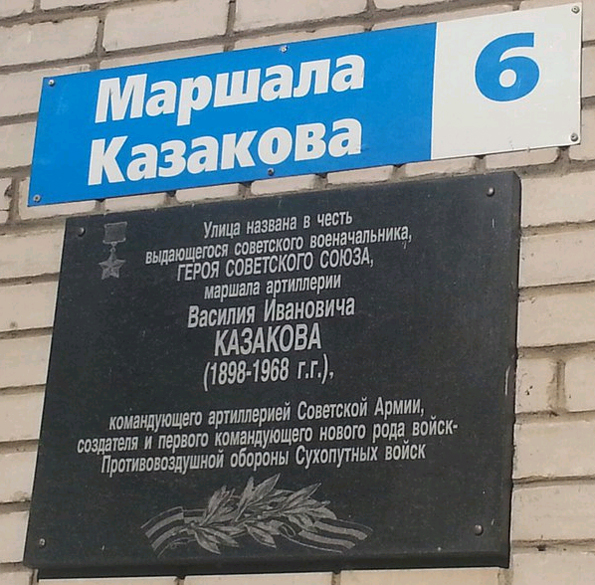 Маршала
Казакова
6
Улица названа в честь
выдающегося советского военачальника,
ГЕРОЯ СОВЕТСКОГО СОЮЗА,
маршала артиллерии
Василия Ивановича
КАЗАКОВА
(1898-1968 г.г.),
командующего артиллерией Советской Армии,
создателя и первого командующего нового рода войск-
Противовоздушной обороны Сухопутных войск